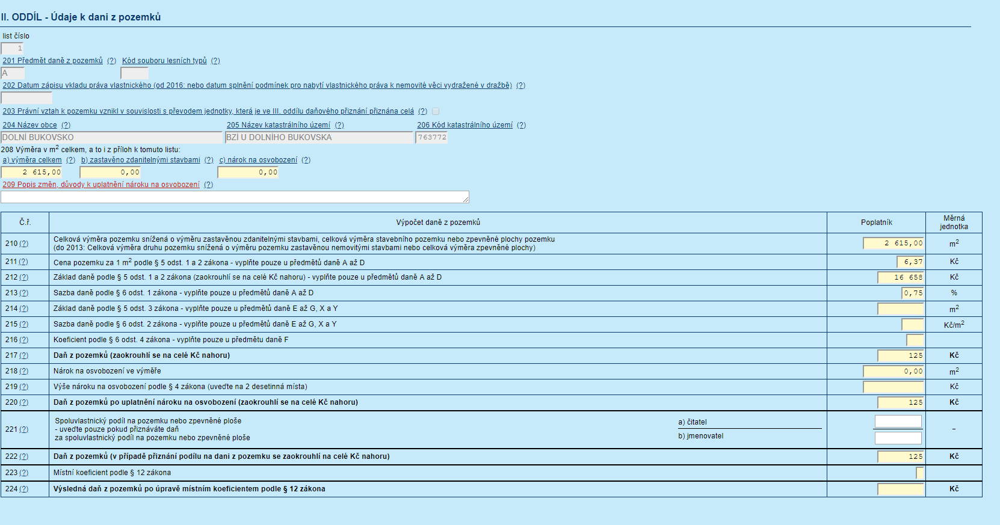 II. ODDÍL - Údaje k dani z pozemků
list číslo
1
201 Předmět daně z pozemků (?) Kód souboru lesních typů (?)
A
202 Datum zápisu vkladu práva vlastnického (od 2016: nebo datum splnění podmínek pro nabytí vlastnického práva k nemovité věci vydražené v dražbě) (?)
203 Právní vztah k pozemku vznikl v souvislosti s převodem jednotky, která je ve III. oddílu daňového přiznání přiznána celá (?)
204 Název obce (?) 205 Název katastrálního území (?) 206 Kód katastrálního území (?)
DOLNÍ BUKOVSKO BZÍ U DOLNÍHO BUKOVSKA 763772
208 Výměra v m2 celkem, a to i z příloh k tomuto listu:
a) výměra celkem (?) b) zastavěno zdanitelnými stavbami (?) c) nárok na osvobození (?)
2 615,00 0,00 0,00
209 Popis změn, důvody k uplatnění nároku na osvobození (?)
Č.ř. Výpočet daně z pozemků Poplatník Měrná jednotka
210 (?) Celková výměra pozemku snížená o výměru zastavěnou zdanitelnými stavbami, celková výměra stavebního pozemku nebo zpevněné plochy pozemku
(do 2013: Celková výměra druhu pozemku snížená o výměru pozemku zastavěnou nemovitými stavbami nebo celková výměra zpevněné plochy) 2 615,00 m2
211 (?) Cena pozemku za 1 m2 podle § 5 odst. 1 a 2 zákona - vyplňte pouze u předmětů daně A až D 6,37 Kč
212 (?) Základ daně podle § 5 odst. 1 a 2 zákona (zaokrouhlí se na celé Kč nahoru) - vyplňte pouze u předmětů daně A až D 16 658 Kč
213 (?) Sazba daně podle § 6 odst. 1 zákona - vyplňte pouze u předmětů daně A až D 0,75 %
214 (?) Základ daně podle § 5 odst. 3 zákona - vyplňte pouze u předmětů daně E až G, X a Y m2
215 (?) Sazba daně podle § 6 odst. 2 zákona - vyplňte pouze u předmětů daně E až G, X a Y Kč/m2
216 (?) Koeficient podle § 6 odst. 4 zákona - vyplňte pouze u předmětu daně F
217 (?) Daň z pozemků (zaokrouhlí se na celé Kč nahoru) 125 Kč
218 (?) Nárok na osvobození ve výměře 0,00 m2
219 (?) Výše nároku na osvobození podle § 4 zákona (uveďte na 2 desetinná místa) Kč
220 (?) Daň z pozemků po uplatnění nároku na osvobození (zaokrouhlí se na celé Kč nahoru) 125 Kč
221 (?) Spoluvlastnický podíl na pozemku nebo zpevněné ploše
- uveďte pouze pokud přiznáváte daň
za spoluvlastnický podíl na pozemku nebo zpevněné ploše
a) čitatel
b) jmenovatel
–
222 (?) Daň z pozemků (v případě přiznání podílu na dani z pozemku se zaokrouhlí na celé Kč nahoru) 125 Kč
223 (?) Místní koeficient podle § 12 zákona
224 (?) Výsledná daň z pozemků po úpravě místním koeficientem podle § 12 zákona Kč